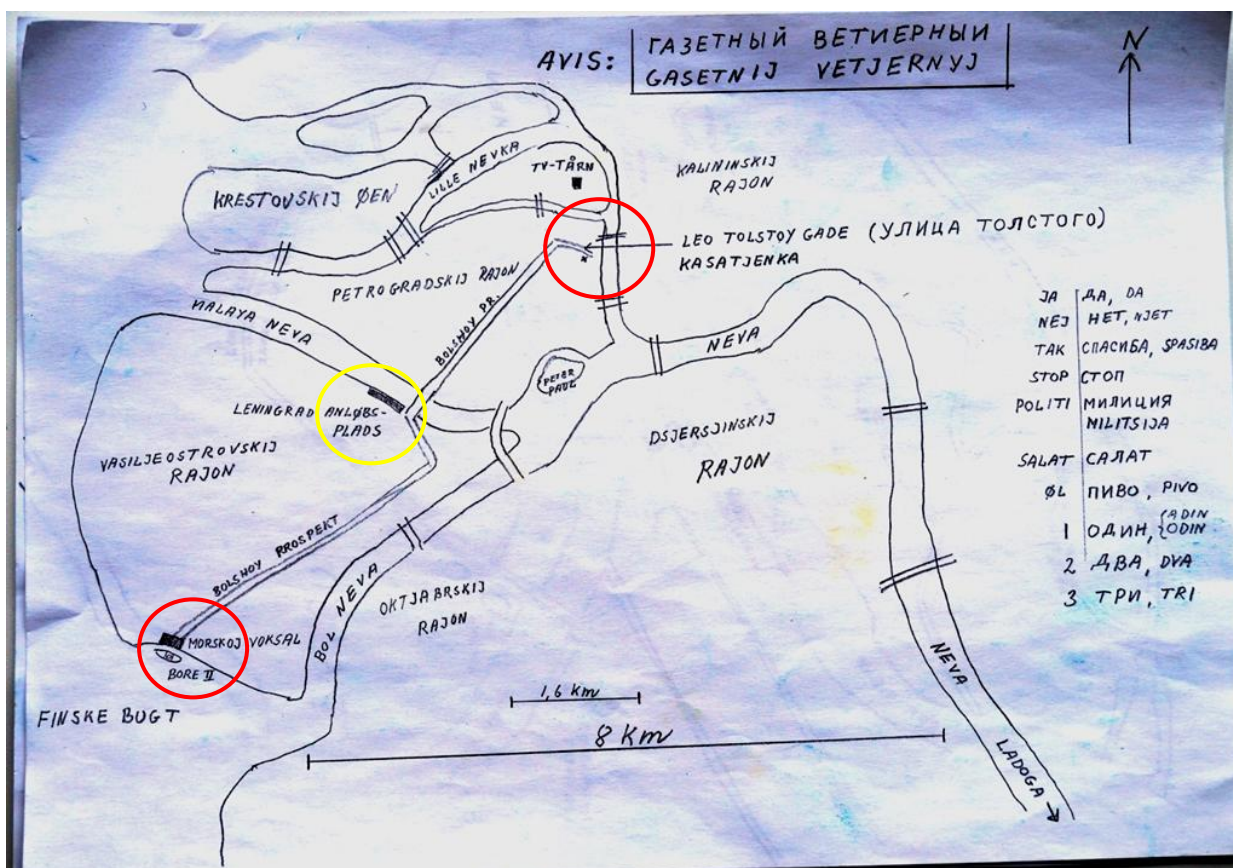 AVIS:
ГАЗЕТНЫЙ ВЕТИЕРНЫЙ
GASETNIJ VETJERNYJ
N
LILLE NEVKA
TV-TÅRN
KALININSKIJ
RAJON
KRESTOVSKIJ ØEN
LEO TOLSTOY GADE (УЛИЦА ТОЛСТОГО)
KASATJENKA
PETROGRADSKIJ RAJON
BOLSHOY PR.
MALAYA NEVA
NEVA
PETER
PAUL
LENINGRAD ANLØBS-
PLADS
VASILJEOSTROVSKIJ
RAJON
DSJERSJINSKIJ
RAJON
BOLSHOY PROSPEKT
BOL NEVA
OKTJABRSKIJ
RAJON
MORSKOJ VOKSAL
BORE II
FINSKE BUGT
1,6 km
8 Km
NEVA
LADOGA
JA ДА, DA
NEJ НЕТ, NJET
TAK СПАСИБА, SPASIBA
STOP СТОП
POLITI МИЛИЦИЯ
MILITSIJA
SALAT САЛАТ
ØL ПИВО, PIVO
1 ОДИН, {ADIN
{ODIN
2 ДВА, DVA
3 ТРИ, TRI